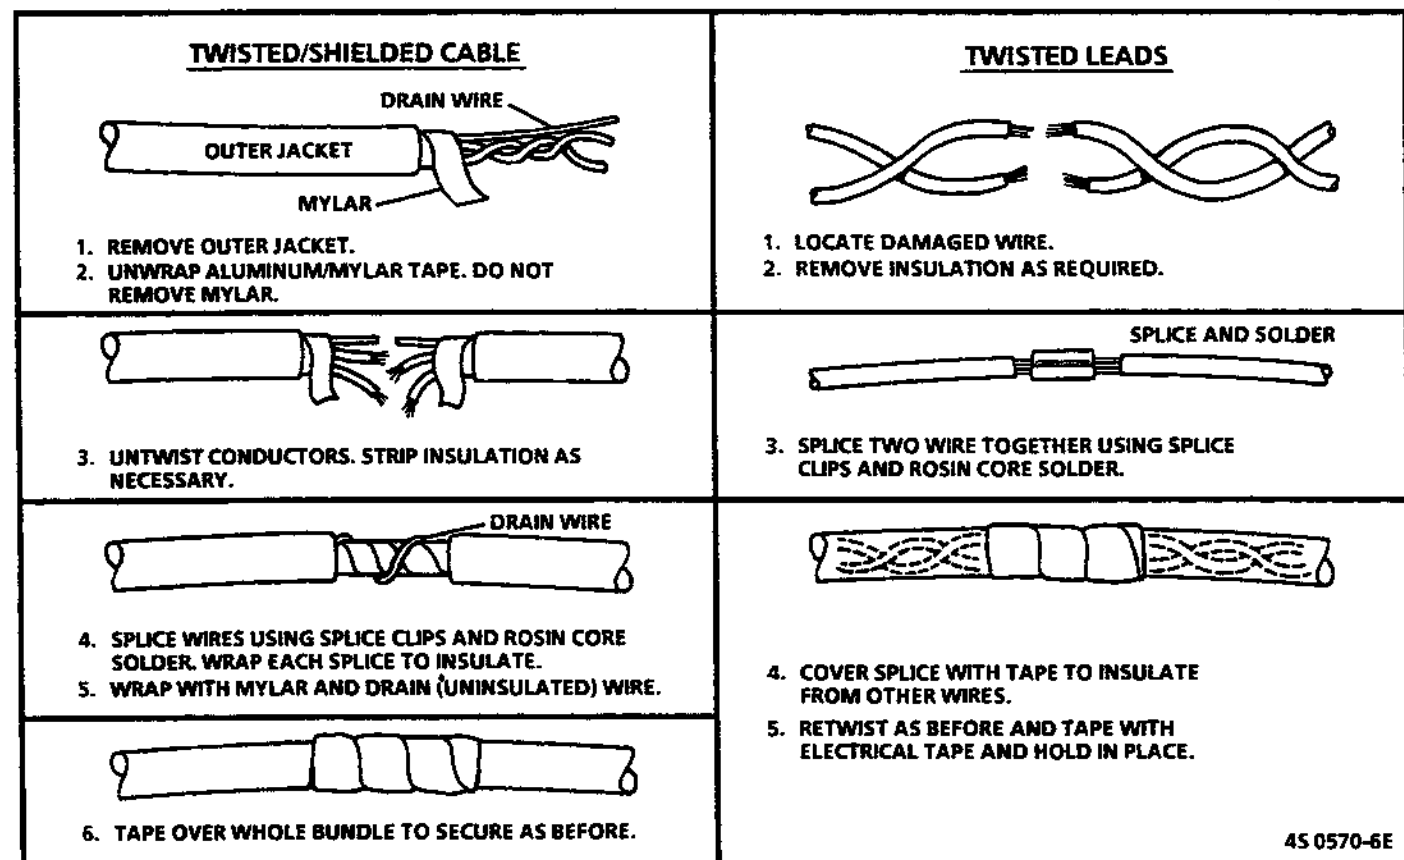 TWISTED/SHIELDED CABLE
DRAIN WIRE
OUTER JACKET
MYLAR
1. REMOVE OUTER JACKET.
2. UNWRAP ALUMINUM/MYLAR TAPE. DO NOT
REMOVE MYLAR.
3. UNTWIST CONDUCTORS. STRIP INSULATION AS
NECESSARY.
DRAIN WIRE
4. SPLICE WIRES USING SPLICE CLIPS AND ROSIN CORE
SOLDER. WRAP EACH SPLICE TO INSULATE.
5. WRAP WITH MYLAR AND DRAIN (UNINSULATED) WIRE.
6. TAPE OVER WHOLE BUNDLE TO SECURE AS BEFORE.
TWISTED LEADS
1. LOCATE DAMAGED WIRE.
2. REMOVE INSULATION AS REQUIRED.
SPLICE AND SOLDER
3. SPLICE TWO WIRE TOGETHER USING SPLICE
CLIPS AND ROSIN CORE SOLDER.
4. COVER SPLICE WITH TAPE TO INSULATE
FROM OTHER WIRES.
5. RETWIST AS BEFORE AND TAPE WITH
ELECTRICAL TAPE AND HOLD IN PLACE.
4S 0570-6E